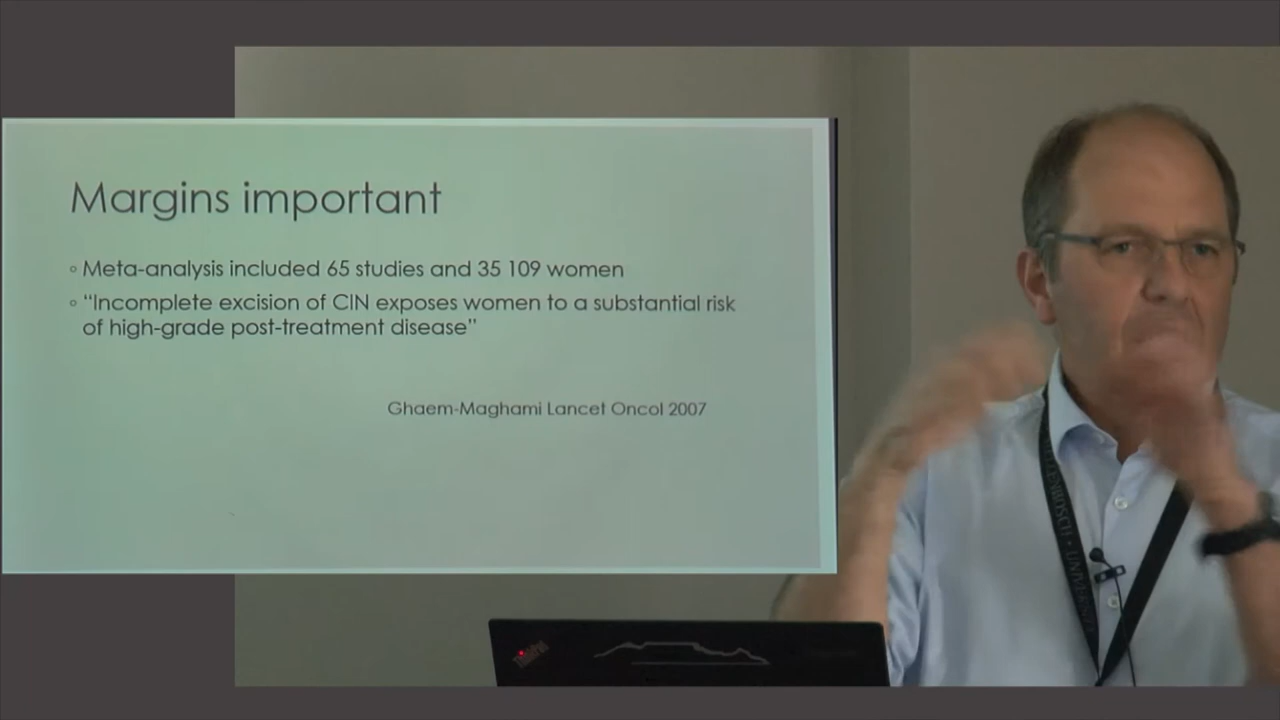 Margins important
◦ Meta-analysis included 65 studies and 35 109 women
◦ “Incomplete excision of CIN exposes women to a substantial risk
of high-grade post-treatment disease”
Ghaem-Maghami Lancet Oncol 2007
ThinkPad